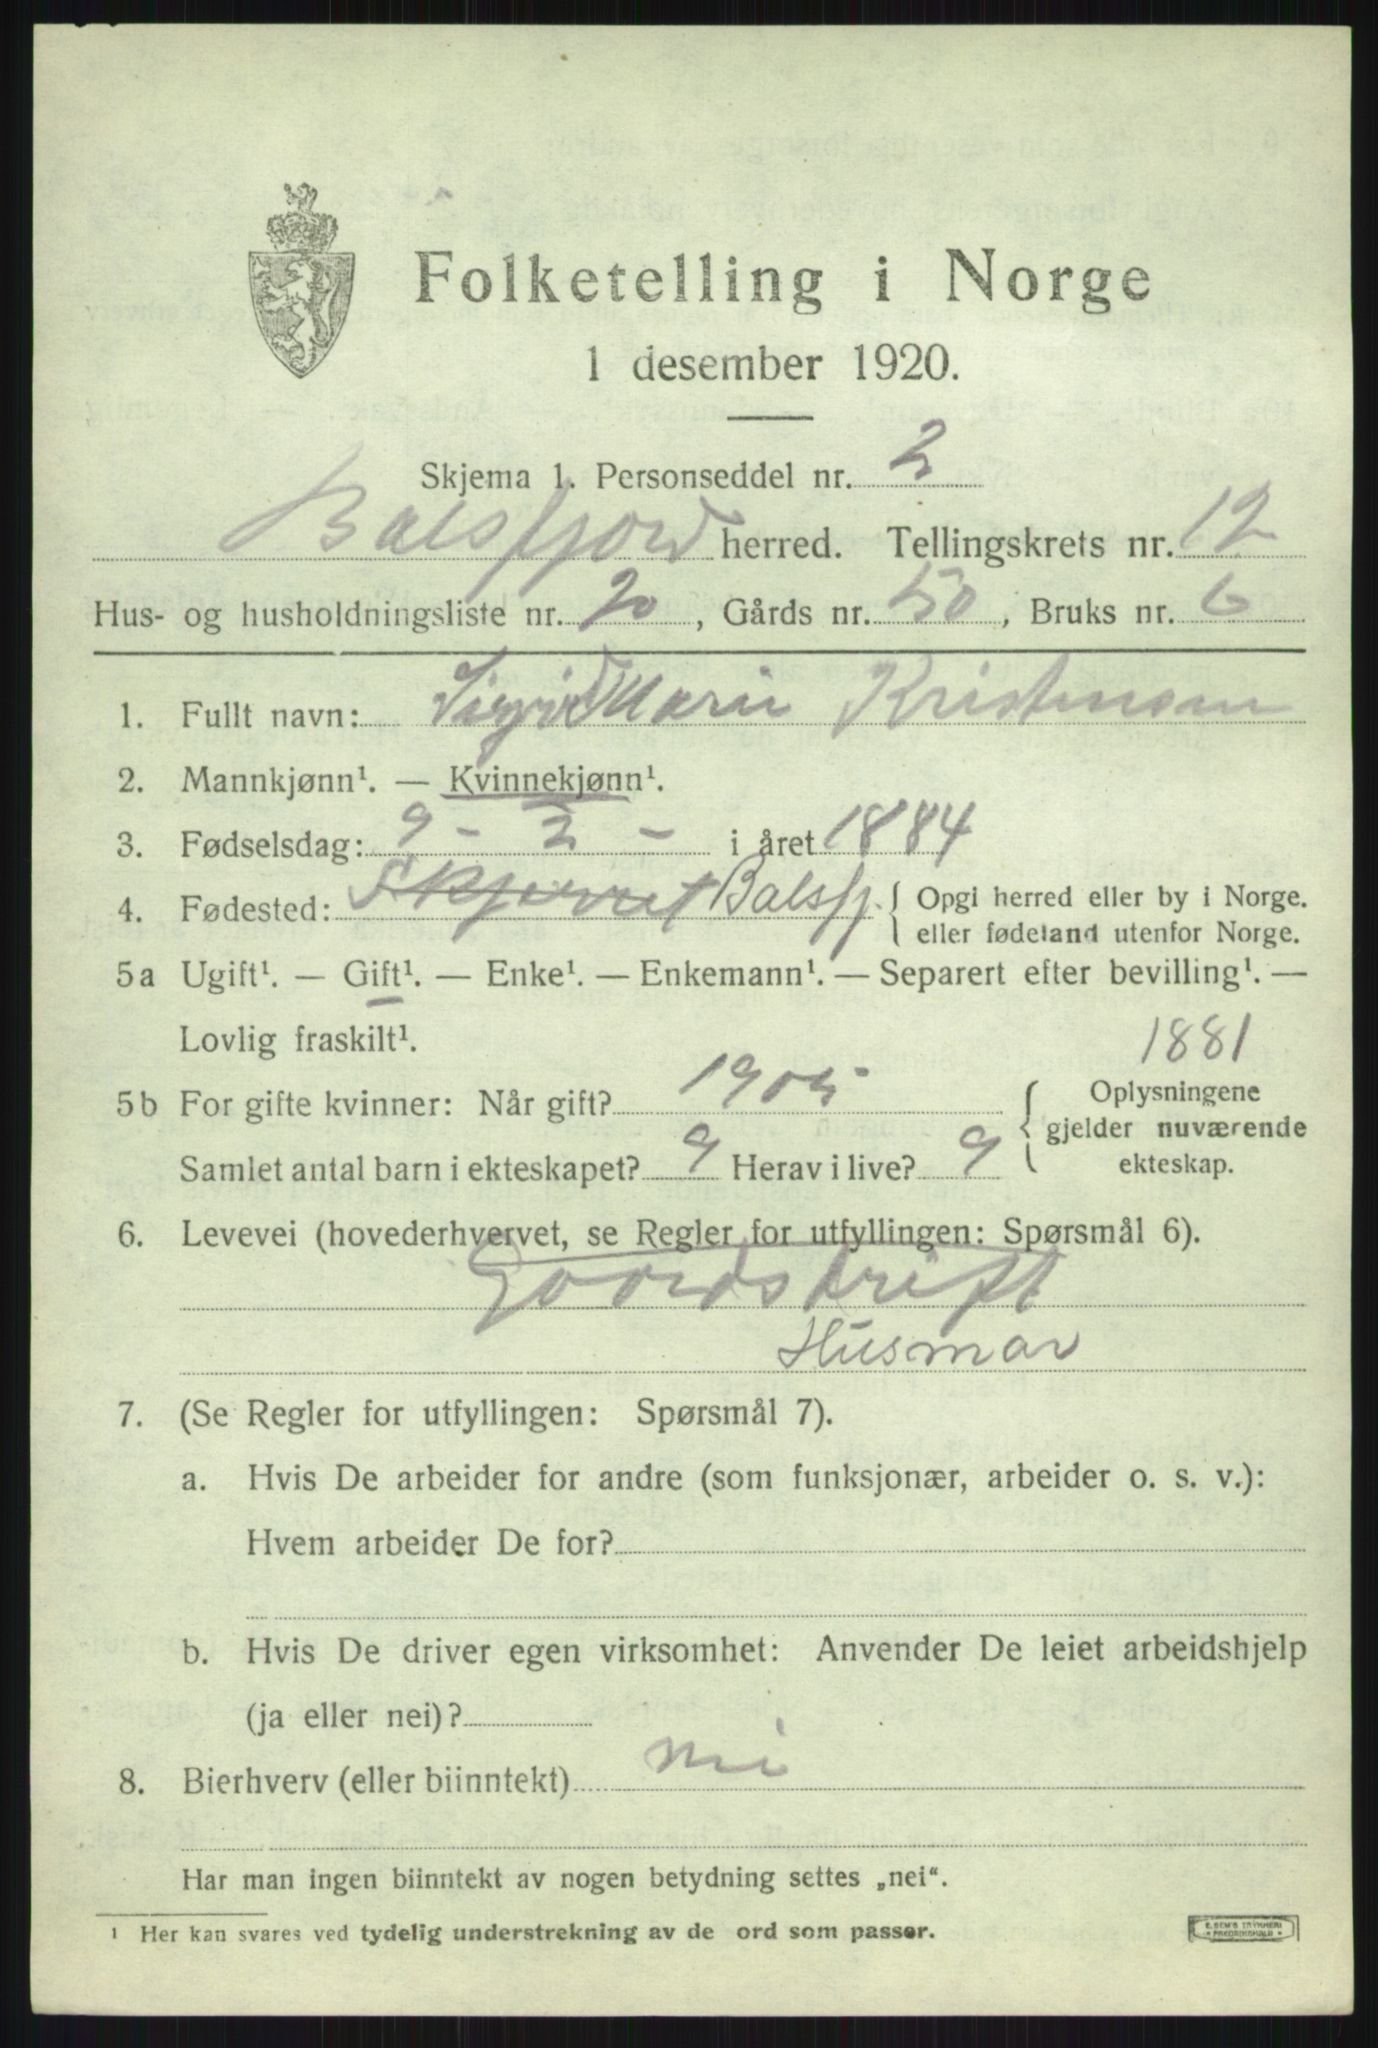 Folketelling i Norge
1 desember 1920.
Skjema 1. Personseddel nr. 2
Balsfjord herred. Tellingskrets nr. 12
Hus- og husholdningsliste nr. 20, Gårds nr. 50, Bruks nr. 6
1. Fullt navn: Sigrid Marie Kristensen
2. Mannkjønn¹. — Kvinnekjønn¹.
3. Fødselsdag: 9 - 2 - i året 1884
4. Fødested: Balsfj. { Opgi herred eller by i Norge.
eller fødeland utenfor Norge.
5a Ugift¹. — Gift¹. — Enke¹. — Enkemann¹. — Separert efter bevilling¹. —
Lovlig fraskilt¹.
1881
5b For gifte kvinner: Når gift? 1905
Samlet antal barn i ekteskapet? 9 Herav i live? 9
{ Oplysningene
gjelder nuværende
ekteskap.
6. Levevei (hovederhvervet, se Regler for utfyllingen: Spørsmål 6).
Gaardsdrift
Husmor
7. (Se Regler for utfyllingen: Spørsmål 7).
a. Hvis De arbeider for andre (som funksjonær, arbeider o. s. v.):
Hvem arbeider De for?
b. Hvis De driver egen virksomhet: Anvender De leiet arbeidshjelp
(ja eller nei)?
8. Bierhverv (eller biinntekt) nei
Har man ingen biinntekt av nogen betydning settes „nei“.
¹ Her kan svares ved tydelig understrekning av de ord som passer.
E. SEM'S TRYKKERI
FREDRIKSHALD